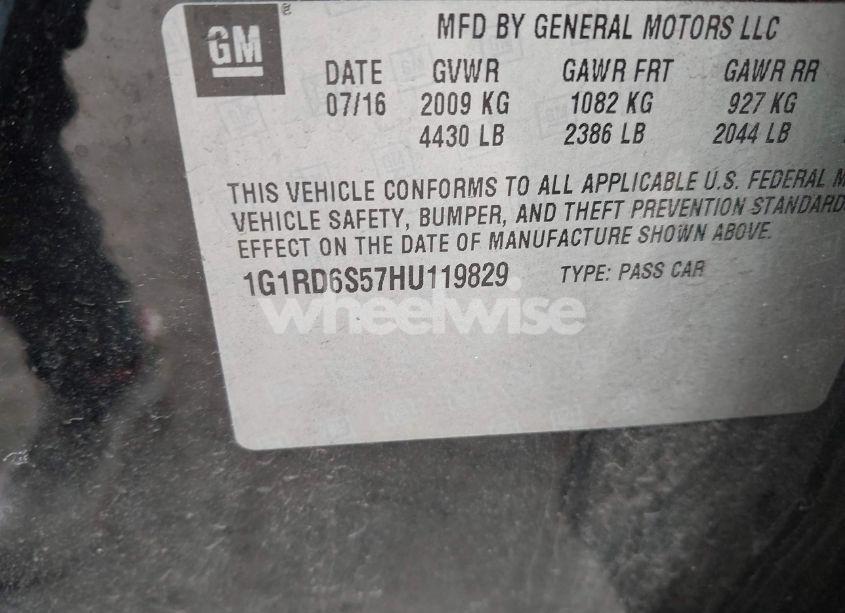 GM ®
MFD BY GENERAL MOTORS LLC
DATE GVWR GAWR FRT GAWR RR
07/16 2009 KG 1082 KG 927 KG
4430 LB 2386 LB 2044 LB
THIS VEHICLE CONFORMS TO ALL APPLICABLE U.S. FEDERAL M
VEHICLE SAFETY, BUMPER, AND THEFT PREVENTION STANDARD
EFFECT ON THE DATE OF MANUFACTURE SHOWN ABOVE.
1G1RD6S57HU119829 TYPE: PASS CAR
wheelwise